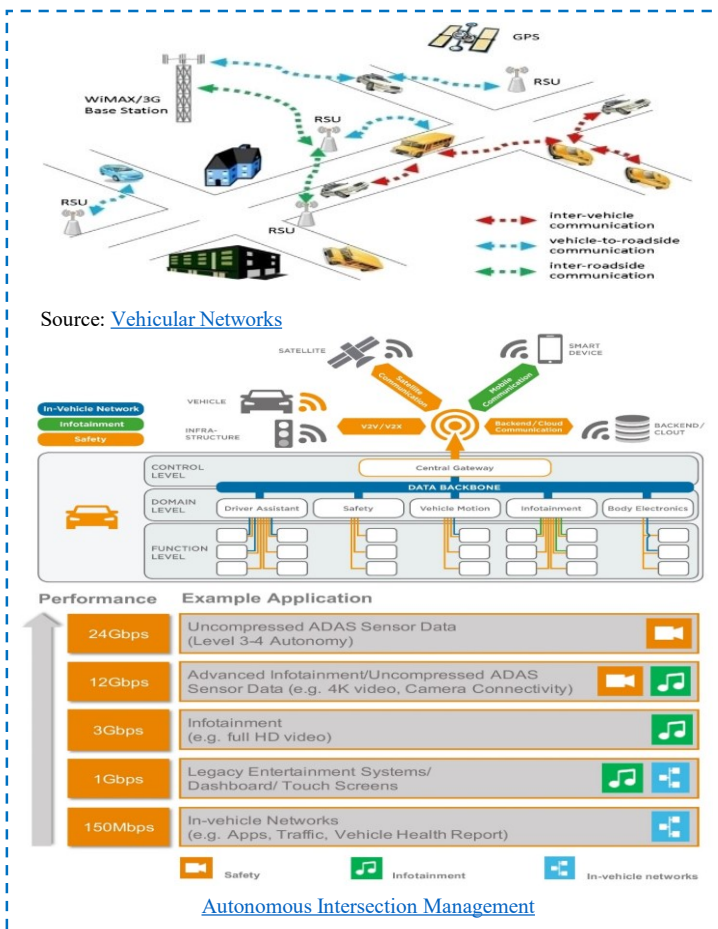 GPS
WiMAX/3G
Base Station
RSU
RSU
RSU
RSU
inter-vehicle
communication
vehicle-to-roadside
communication
inter-roadside
communication
Source: Vehicular Networks
SATELLITE
SMART
DEVICE
Satellite
Communication
Mobile
Communication
VEHICLE
In-Vehicle Network
Infotainment
Safety
INFRA-
STRUCTURE
V2V/V2X
Backend/Cloud
Communication
BACKEND/
CLOUT
CONTROL
LEVEL
Central Gateway
DATA BACKBONE
DOMAIN
LEVEL
Driver Assistant
Safety
Vehicle Motion
Infotainment
Body Electronics
FUNCTION
LEVEL
Performance
Example Application
24Gbps
Uncompressed ADAS Sensor Data
(Level 3-4 Autonomy)
12Gbps
Advanced Infotainment/Uncompressed ADAS
Sensor Data (e.g. 4K video, Camera Connectivity)
3Gbps
Infotainment
(e.g. full HD video)
1Gbps
Legacy Entertainment Systems/
Dashboard/ Touch Screens
150Mbps
In-vehicle Networks
(e.g. Apps, Traffic, Vehicle Health Report)
Safety
Infotainment
In-vehicle networks
Autonomous Intersection Management